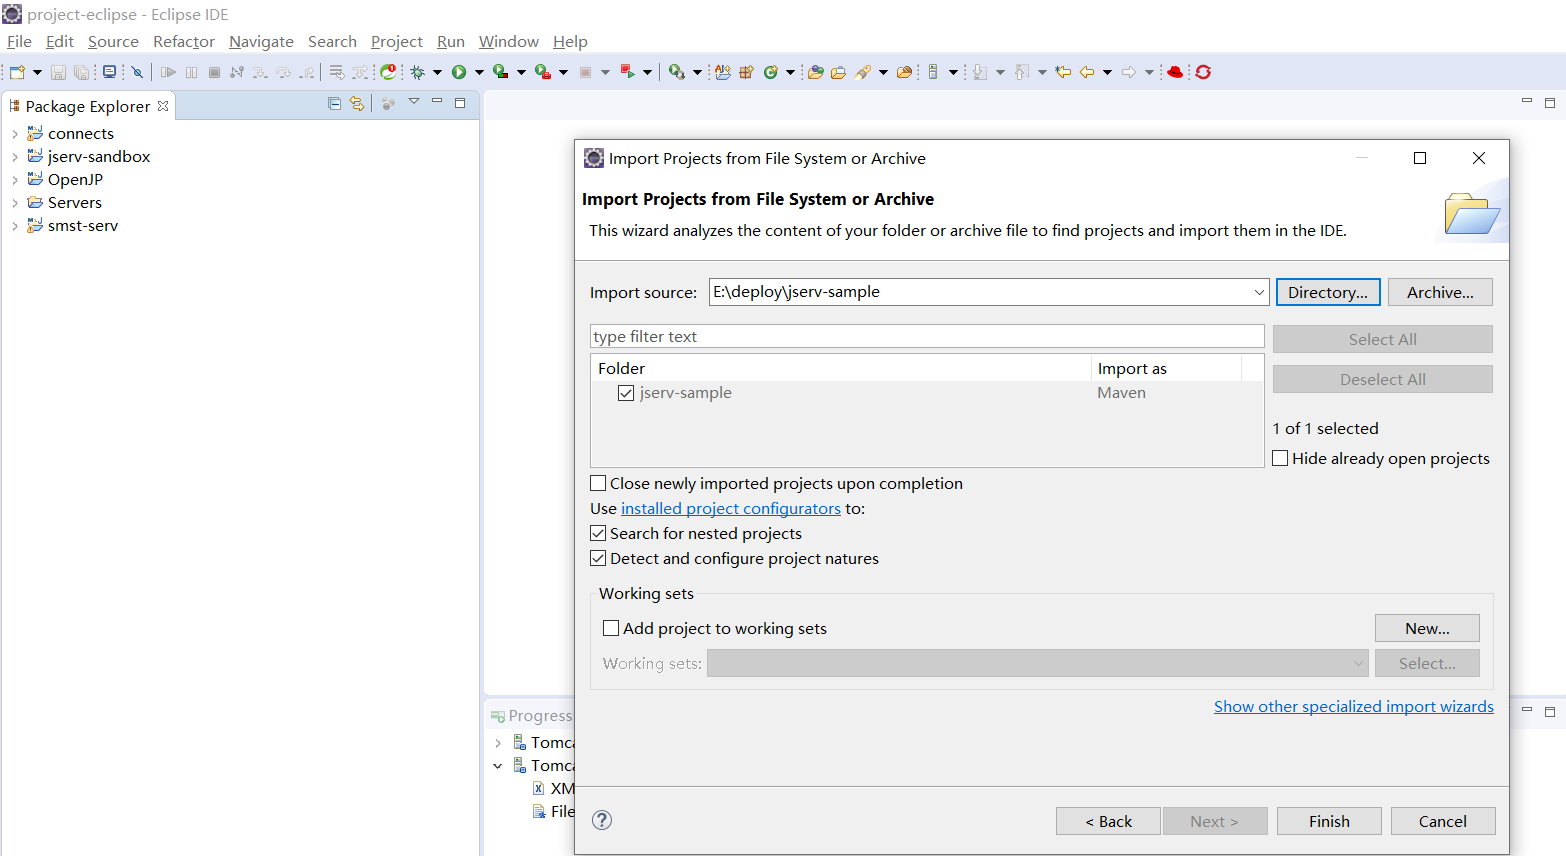 project-eclipse - Eclipse IDE
File Edit Source Refactor Navigate Search Project Run Window Help
Package Explorer
connects
jserv-sandbox
OpenJP
Servers
smst-serv
Import Projects from File System or Archive
Import Projects from File System or Archive
This wizard analyzes the content of your folder or archive file to find projects and import them in the IDE.
Import source: E:\deploy\jserv-sample Directory... Archive...
type filter text
Select All
Folder Import as
jserv-sample Maven
Deselect All
1 of 1 selected
Hide already open projects
Close newly imported projects upon completion
Use installed project configurators to:
Search for nested projects
Detect and configure project natures
Working sets
Add project to working sets New...
Working sets: Select...
Show other specialized import wizards
Progress
Tomca
Tomca
XM
File
< Back Next > Finish Cancel